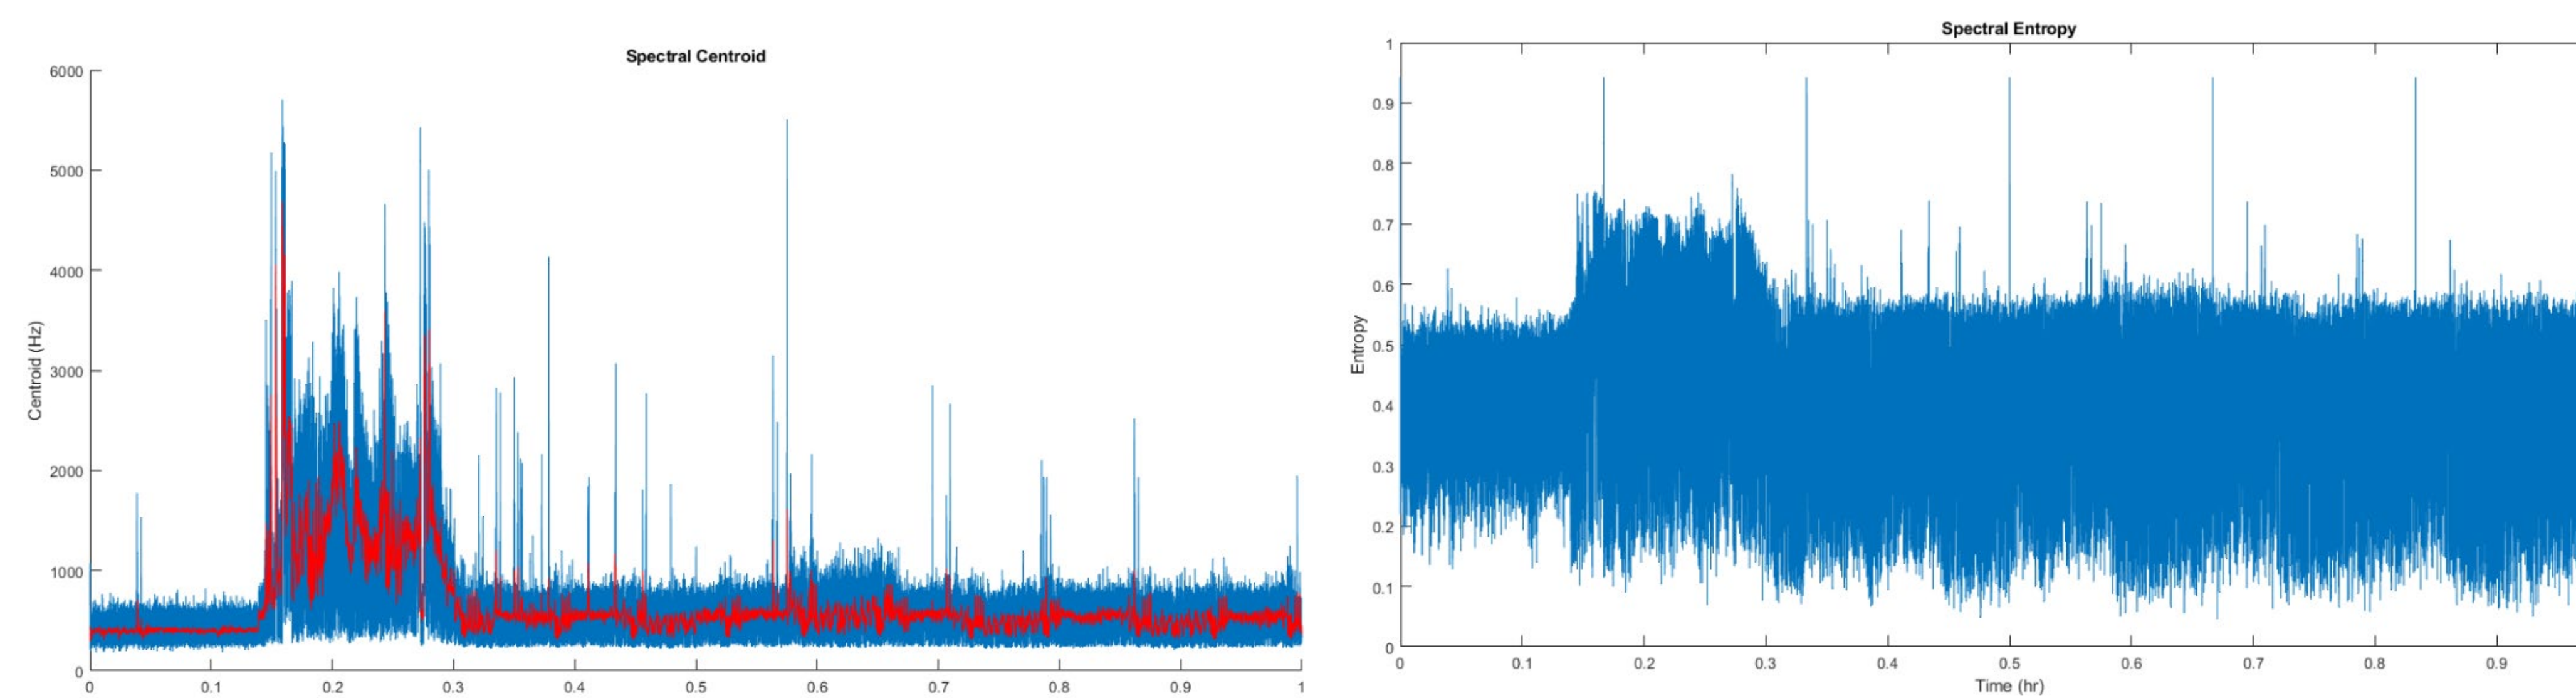 Spectral Centroid
6000
5000
4000
3000
2000
1000
0
Centroid (Hz)
0 0.1 0.2 0.3 0.4 0.5 0.6 0.7 0.8 0.9 1
Spectral Entropy
1
0.9
0.8
0.7
0.6
0.5
0.4
0.3
0.2
0.1
0
Entropy
0 0.1 0.2 0.3 0.4 0.5 0.6 0.7 0.8 0.9
Time (hr)